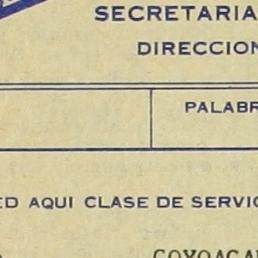 SECRETARIA
DIRECCION
PALABR
ED AQUI CLASE DE SERVIC
COYOACA